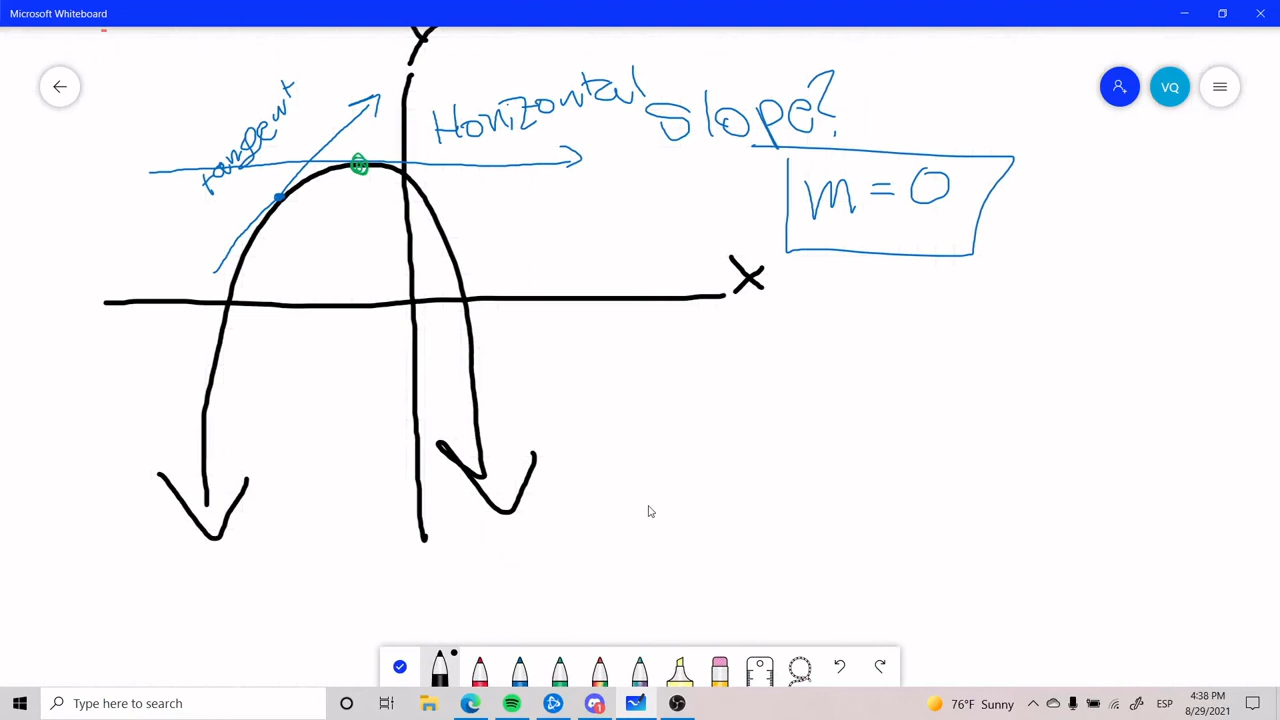 Microsoft Whiteboard
VQ
Y
tangent
Horizontal Slope?
m = 0
X
Type here to search
76°F Sunny
ESP
4:38 PM
8/29/2021